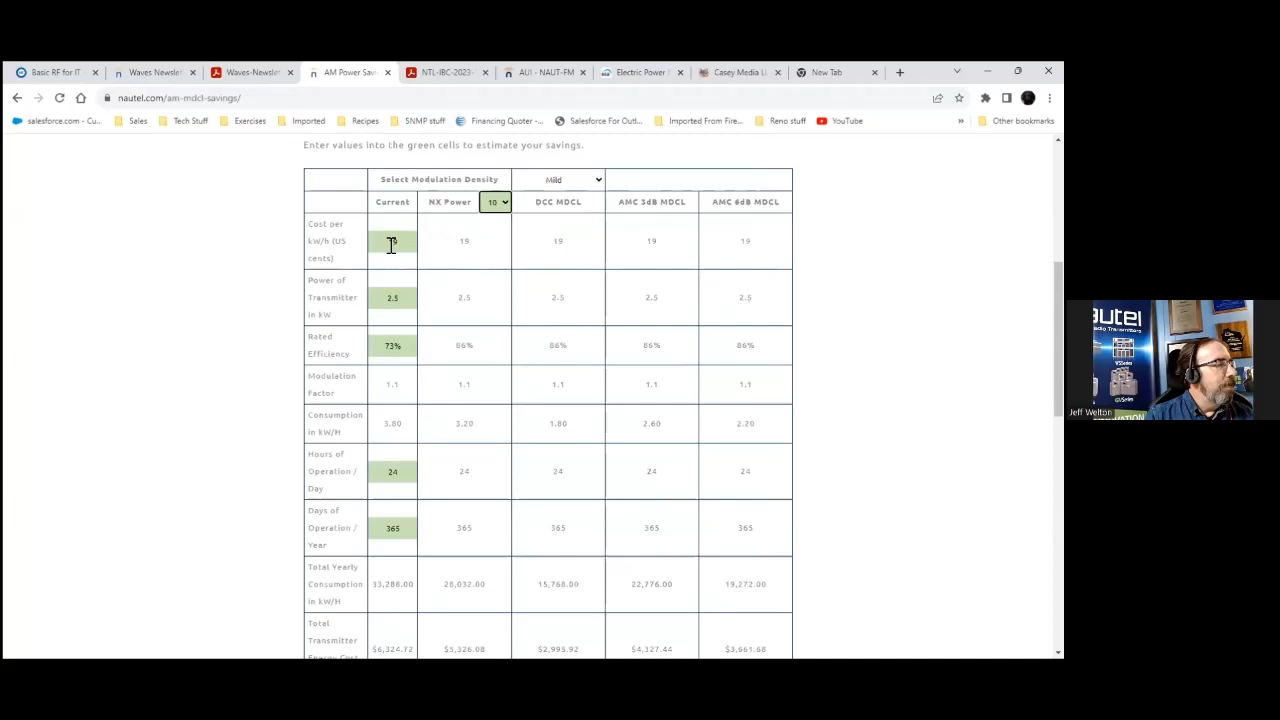 Basic RF for IT
Waves Newslet
Waves-Newslet
AM Power Savi
NTL-IBC-2023-
AUI - NAUT-FM
Electric Power
Casey Media LL
New Tab
nautel.com/am-mdcl-savings/
salesforce.com - Cu...
Sales
Tech Stuff
Exercises
Imported
Recipes
SNMP stuff
Financing Quoter -...
Salesforce For Outl...
Imported From Fire...
Reno stuff
YouTube
»
Other bookmarks
Enter values into the green cells to estimate your savings.
Select Modulation Density Mild
Current NX Power 10 DCC MDCL AMC 3dB MDCL AMC 6dB MDCL
Cost per
kW/h (US 19 19 19 19
cents)
Power of
Transmitter 2.5 2.5 2.5 2.5 2.5
in kW
Rated
Efficiency 73% 86% 86% 86% 86%
Modulation
Factor 1.1 1.1 1.1 1.1 1.1
Consumption
in kW/H 3.80 3.20 1.80 2.60 2.20
Hours of
Operation / 24 24 24 24 24
Day
Days of
Operation / 365 365 365 365 365
Year
Total Yearly
Consumption 33,288.00 28,032.00 15,768.00 22,776.00 19,272.00
in kW/H
Total
Transmitter
Energy Cost $6,324.72 $5,326.08 $2,995.92 $4,327.44 $3,661.68
autel
adio Transmitters
GVSeries
Jeff Welton